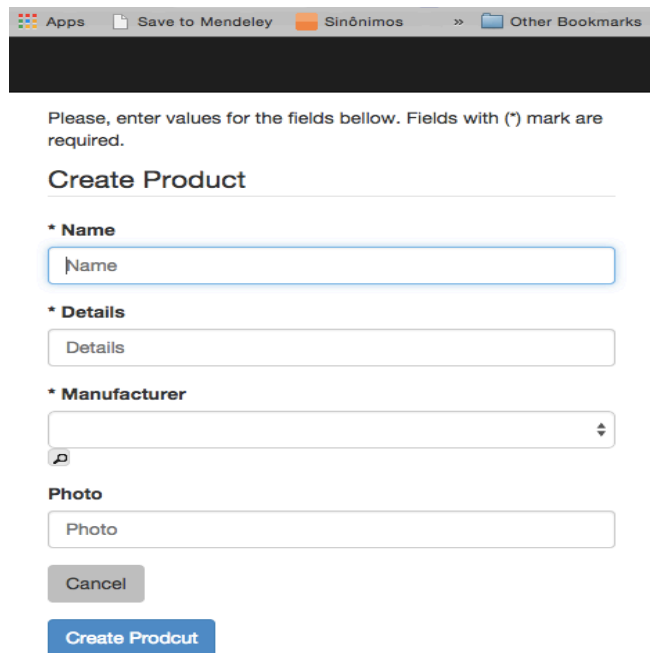 Apps Save to Mendeley Sinônimos » Other Bookmarks
Please, enter values for the fields bellow. Fields with (*) mark are
required.
Create Product
* Name
Name
* Details
Details
* Manufacturer
Photo
Photo
Cancel
Create Prodcut